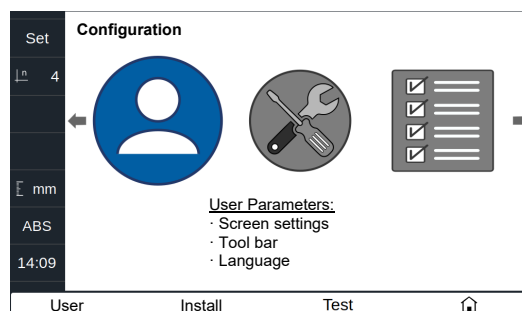 Set
Configuration
n 4
mm
ABS
14:09
User Parameters:
· Screen settings
· Tool bar
· Language
User Install Test